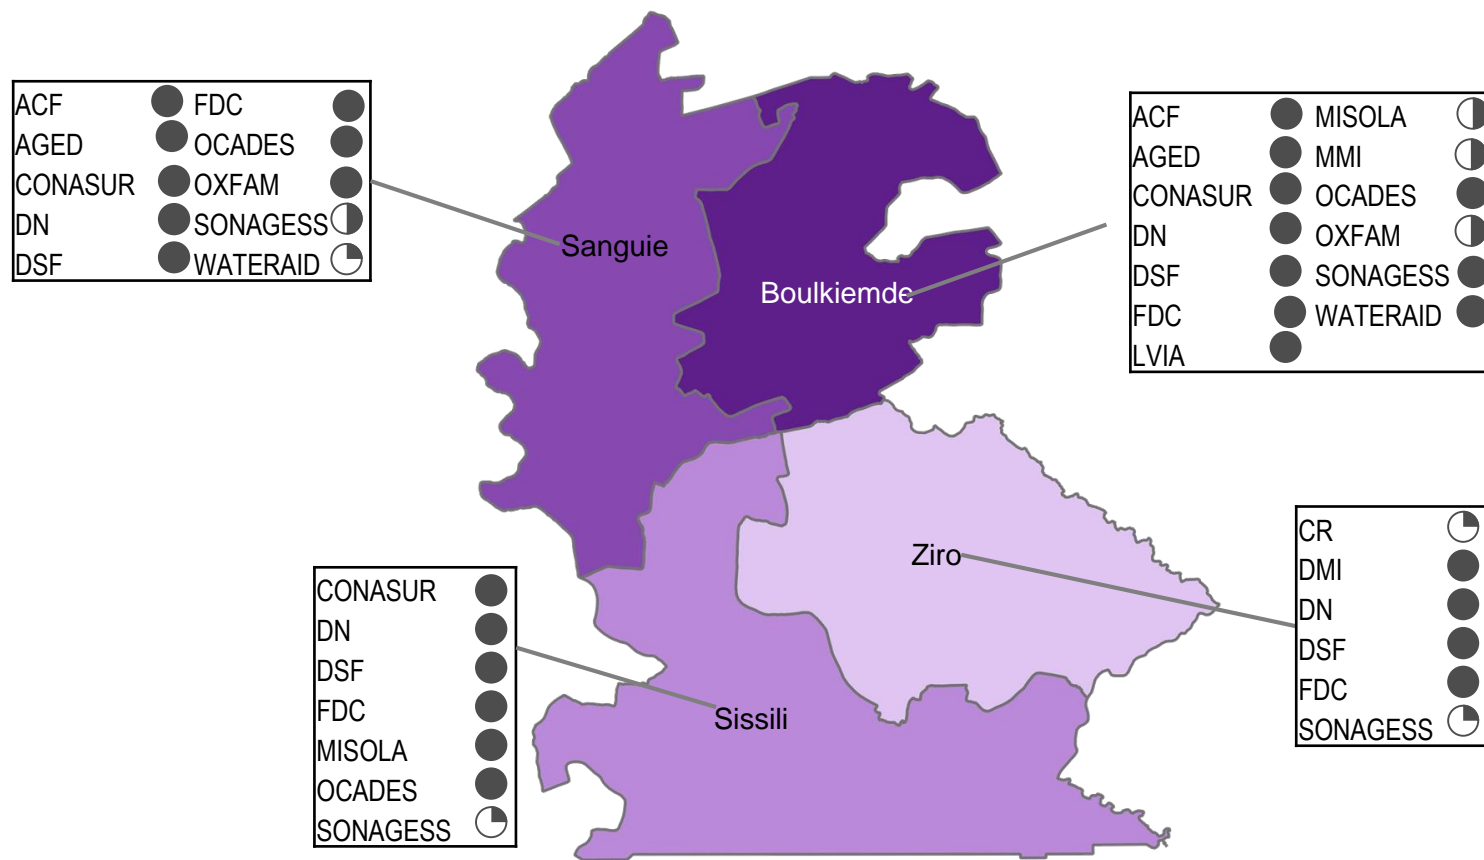 ACF FDC
AGED OCADES
CONASUR OXFAM
DN SONAGESS
DSF WATERAID
Sanguie
Boulkiemde
ACF MISOLA
AGED MMI
CONASUR OCADES
DN OXFAM
DSF SONAGESS
FDC WATERAID
LVIA
Ziro
CR
DMI
DN
DSF
FDC
SONAGESS
CONASUR
DN
DSF
FDC
MISOLA
OCADES
SONAGESS
Sissili